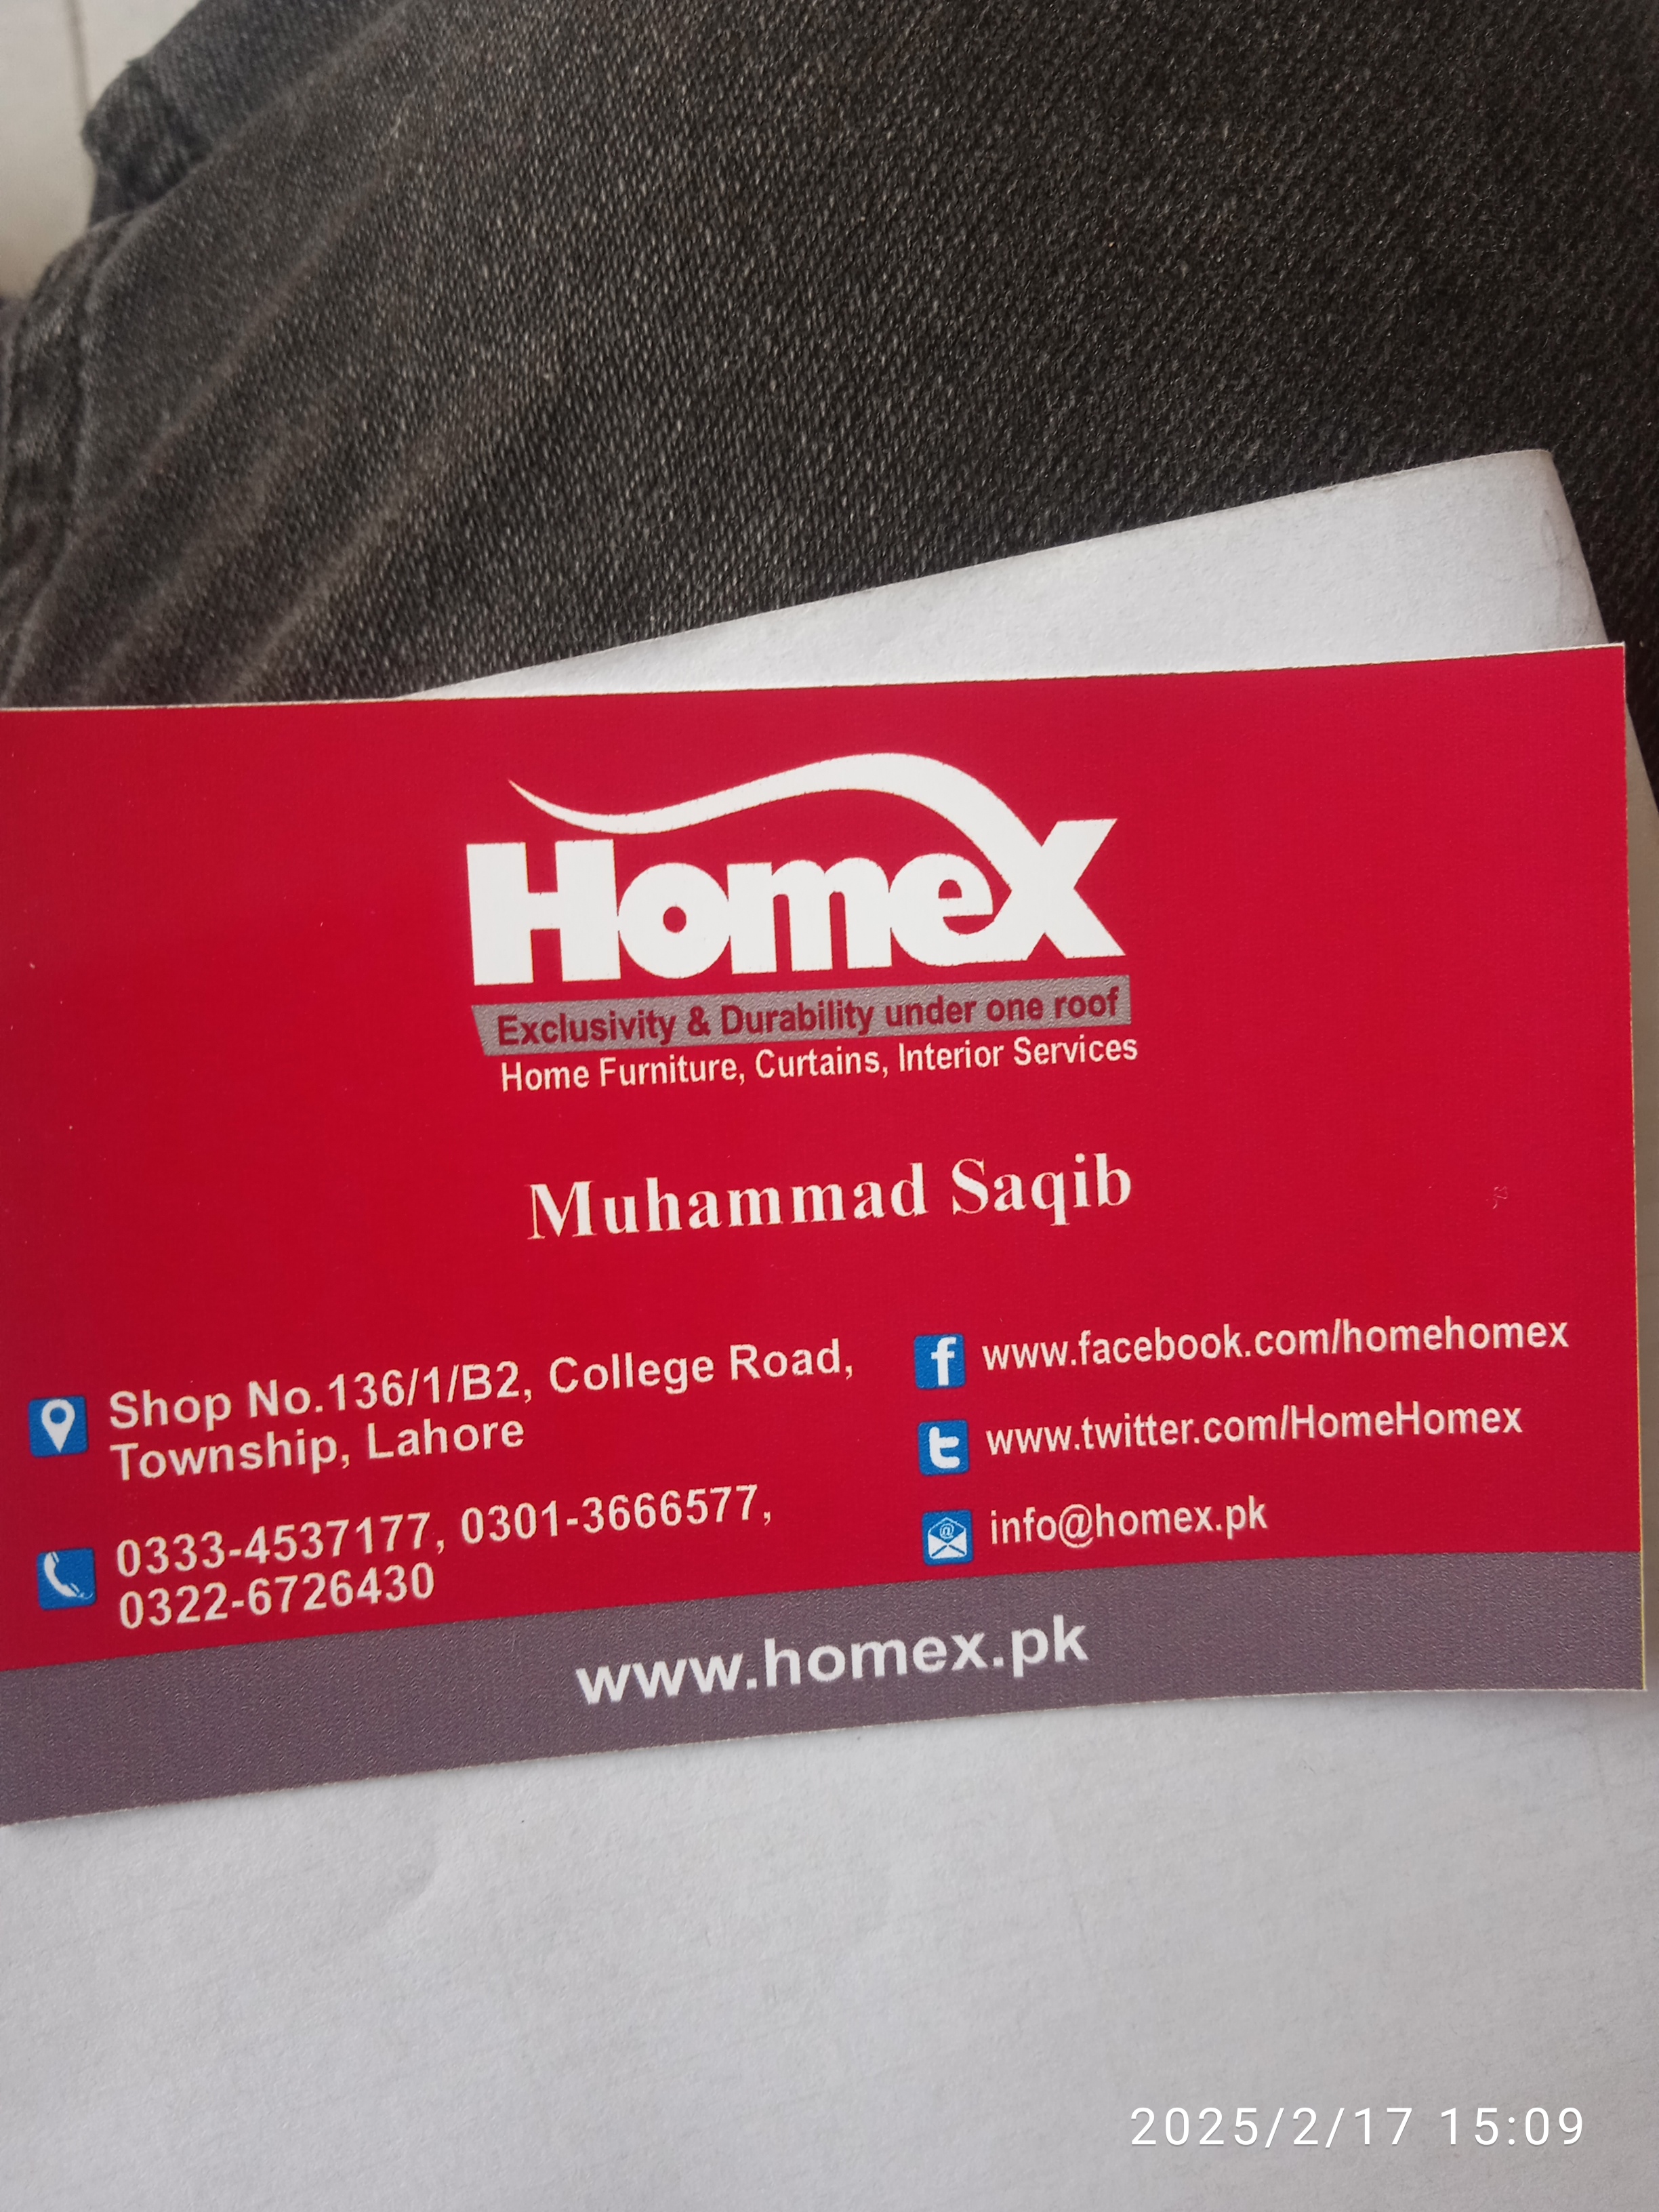 Homex
Exclusivity & Durability under one roof
Home Furniture, Curtains, Interior Services
Muhammad Saqib
Shop No.136/1/B2, College Road,
Township, Lahore
0333-4537177, 0301-3666577,
0322-6726430
www.facebook.com/homehomex
www.twitter.com/HomeHomex
info@homex.pk
www.homex.pk
2025/2/17 15:09